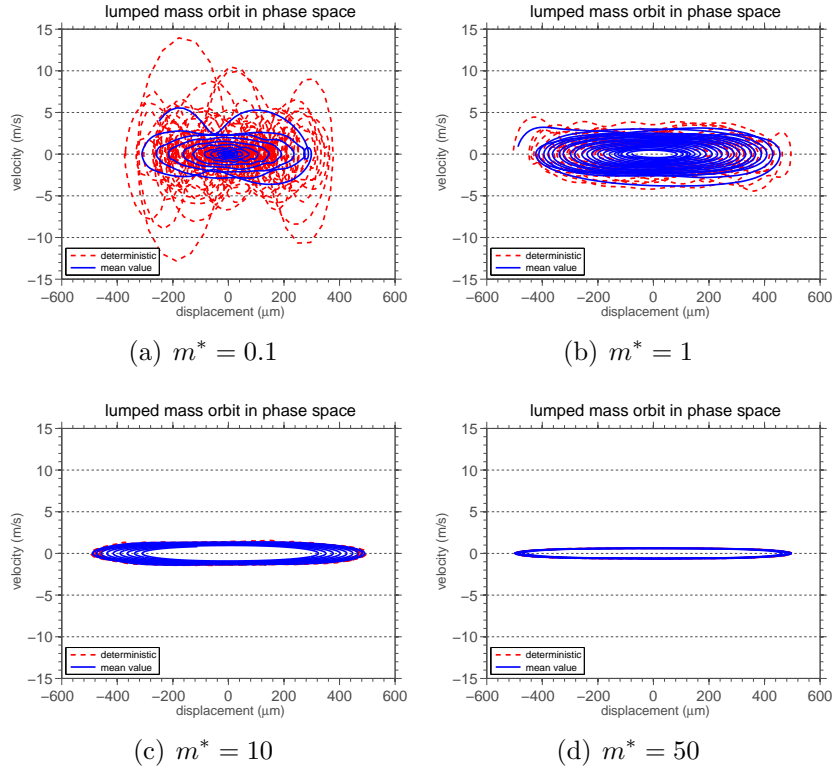 lumped mass orbit in phase space
15
10
5
0
−5
−10
−15
velocity (m/s)
deterministic
mean value
−600 −400 −200 0 200 400 600
displacement (μm)
(a) m* = 0.1
lumped mass orbit in phase space
15
10
5
0
−5
−10
−15
velocity (m/s)
deterministic
mean value
−600 −400 −200 0 200 400 600
displacement (μm)
(b) m* = 1
lumped mass orbit in phase space
15
10
5
0
−5
−10
−15
velocity (m/s)
deterministic
mean value
−600 −400 −200 0 200 400 600
displacement (μm)
(c) m* = 10
lumped mass orbit in phase space
15
10
5
0
−5
−10
−15
velocity (m/s)
deterministic
mean value
−600 −400 −200 0 200 400 600
displacement (μm)
(d) m* = 50